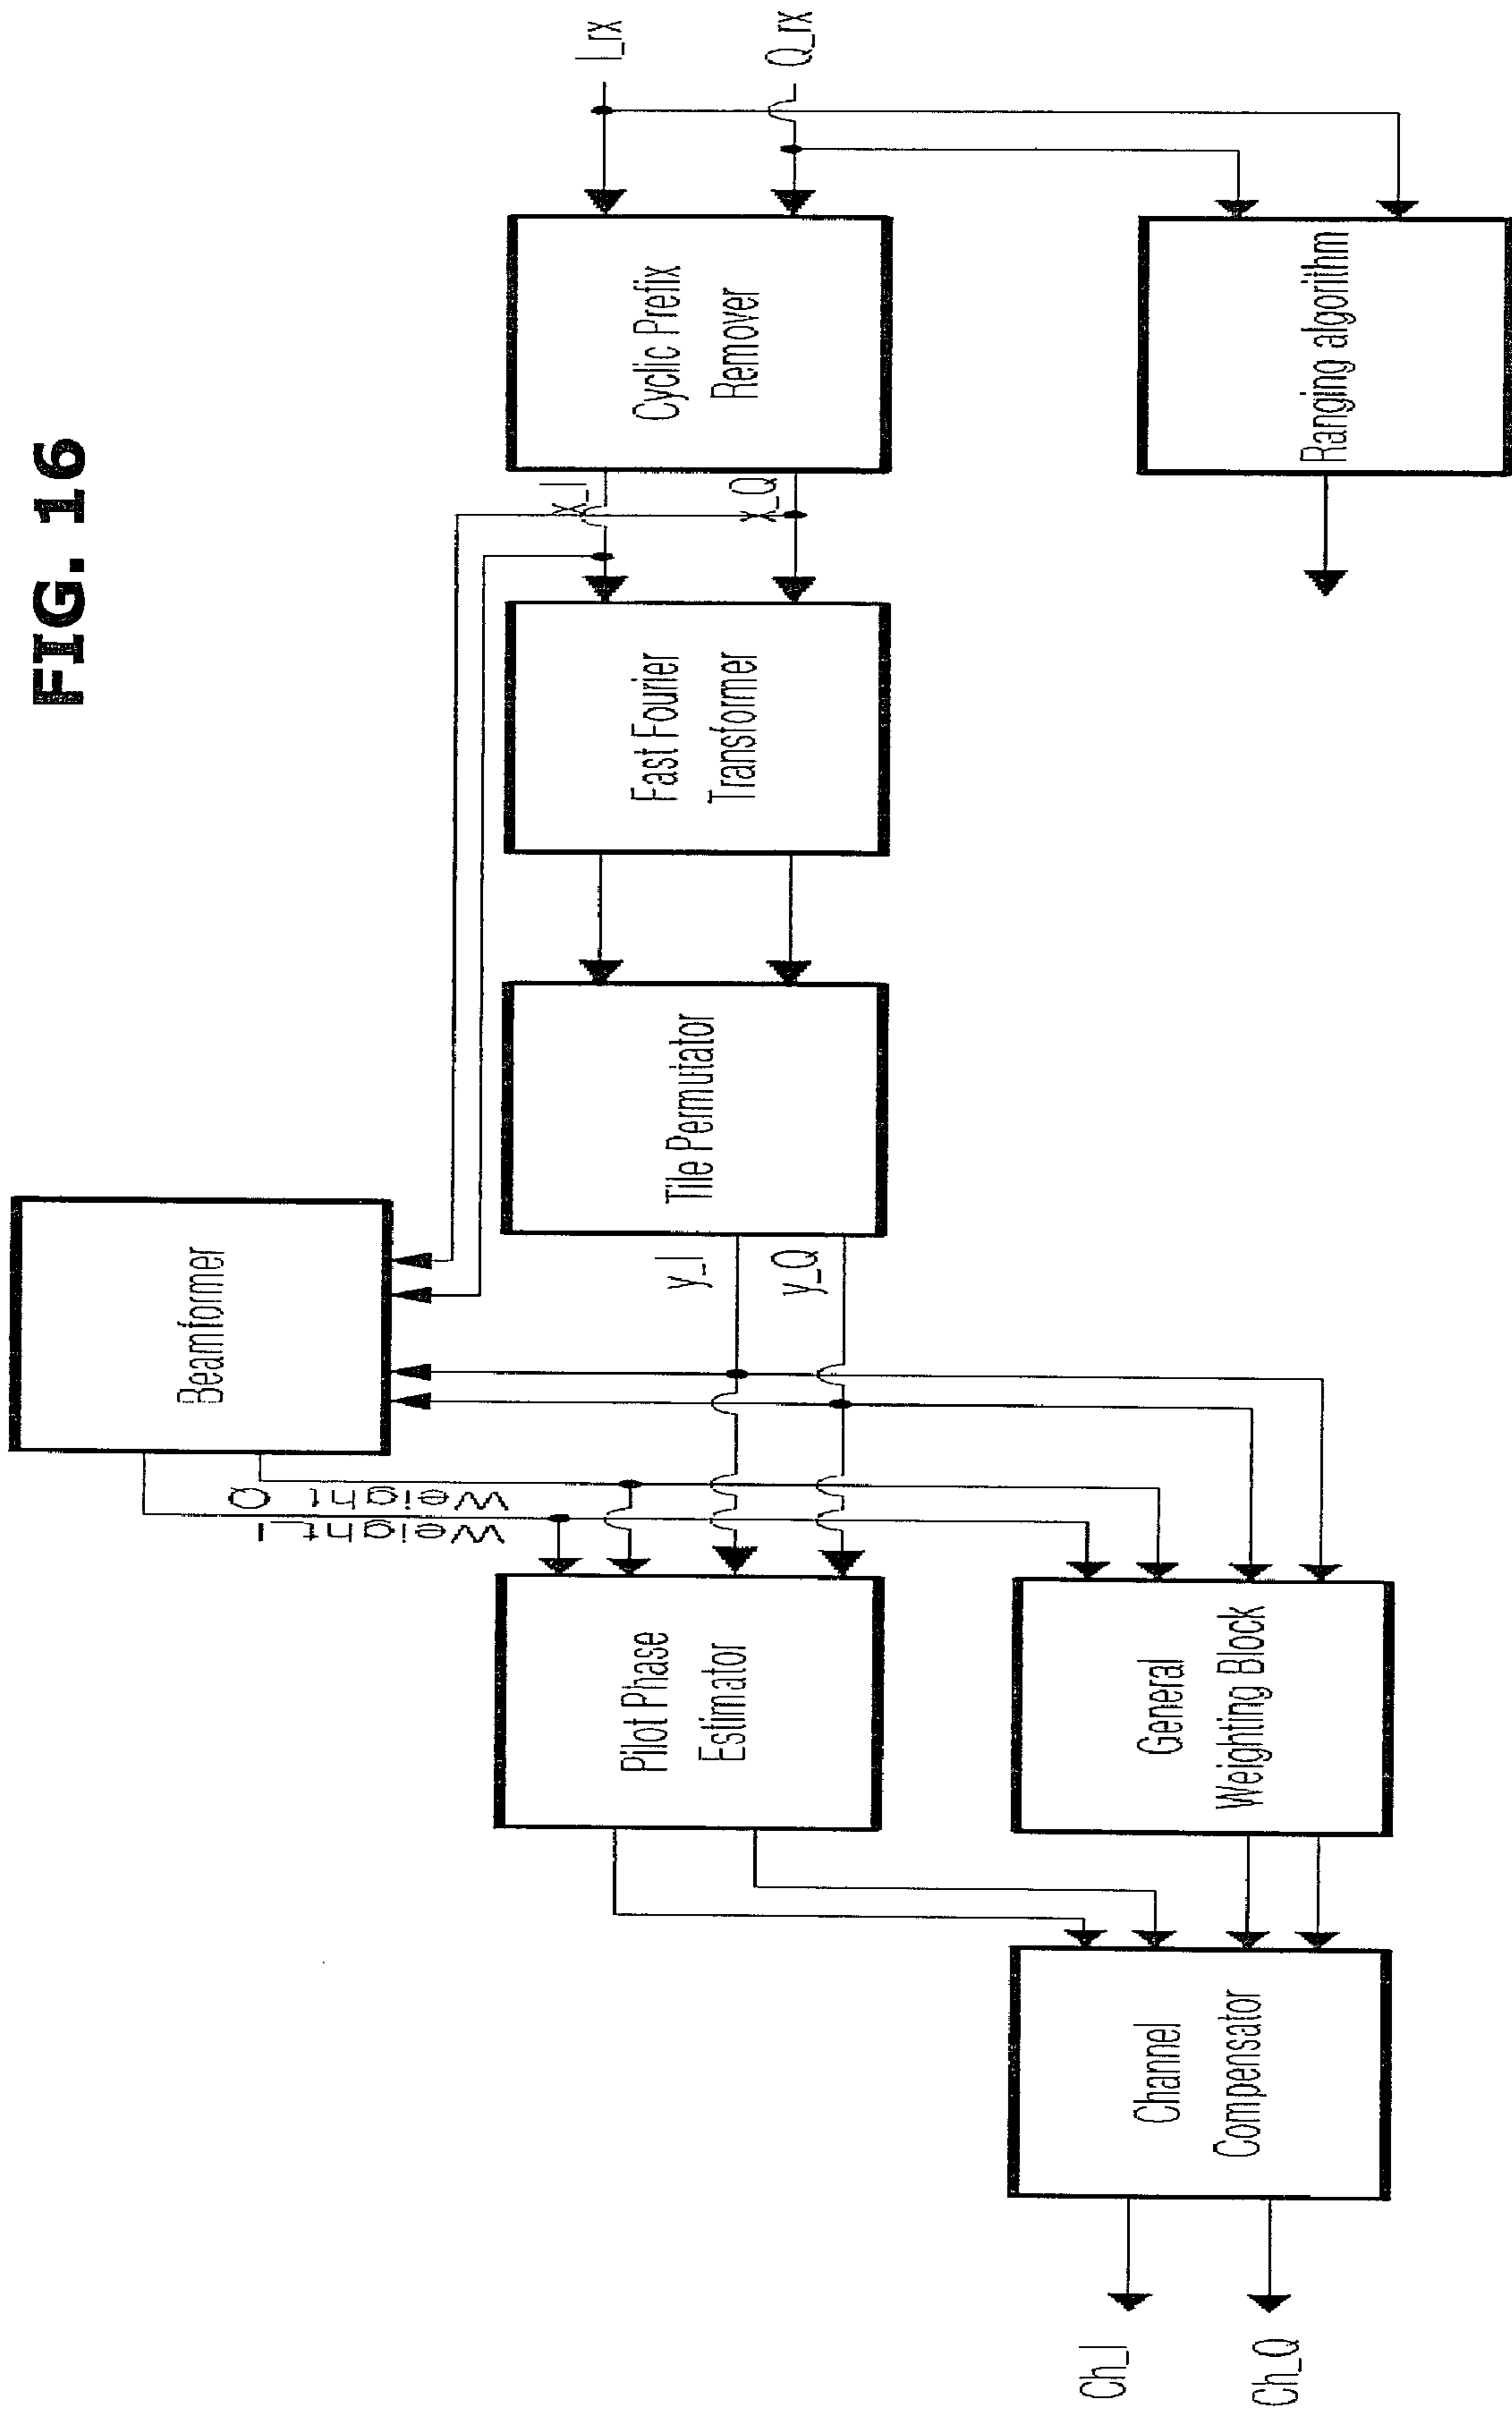 FIG. 16
I_rx
Q_rx
Cyclic Prefix
Remover
Ranging algorithm
x_I
x_Q
Fast Fourier
Transformer
Tile Permutator
Beamformer
y_I
y_Q
Weight Q
Weight_I
Pilot Phase
Estimator
General
Weighting Block
Channel
Compensator
Ch_I
Ch_Q